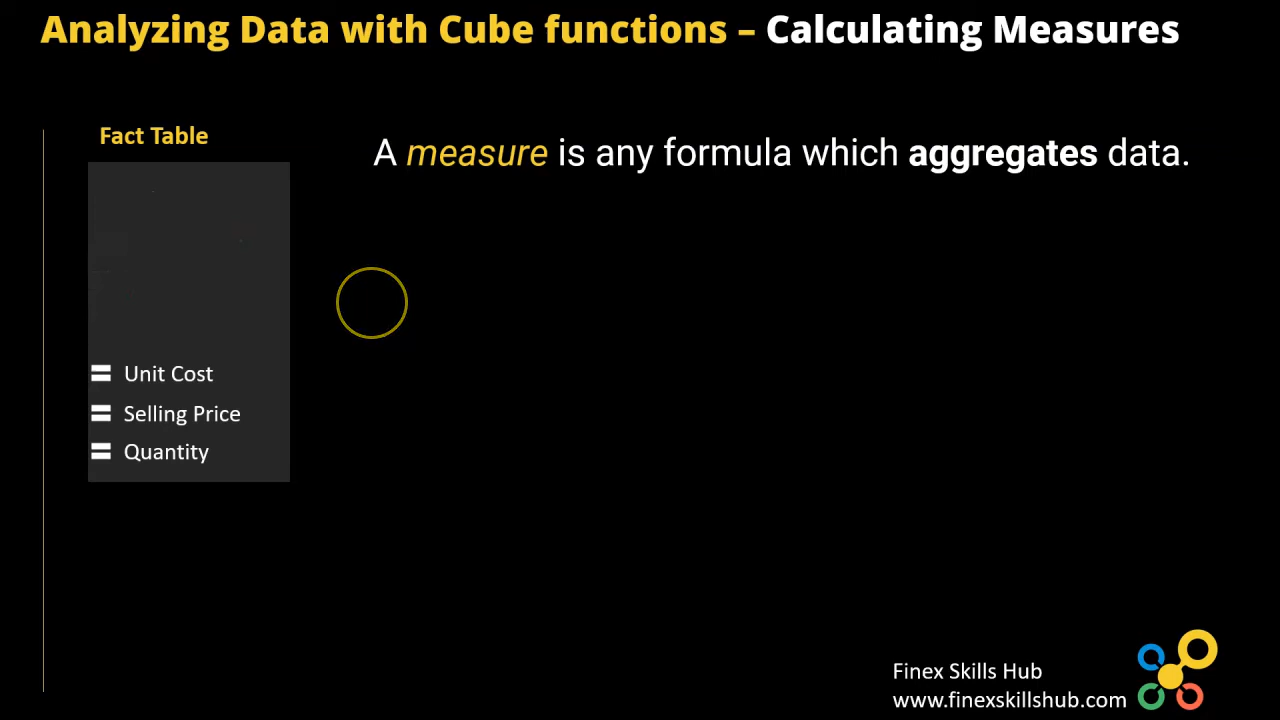 Analyzing Data with Cube functions – Calculating Measures
Fact Table
A measure is any formula which aggregates data.
Unit Cost
Selling Price
Quantity
Finex Skills Hub
www.finexskillshub.com